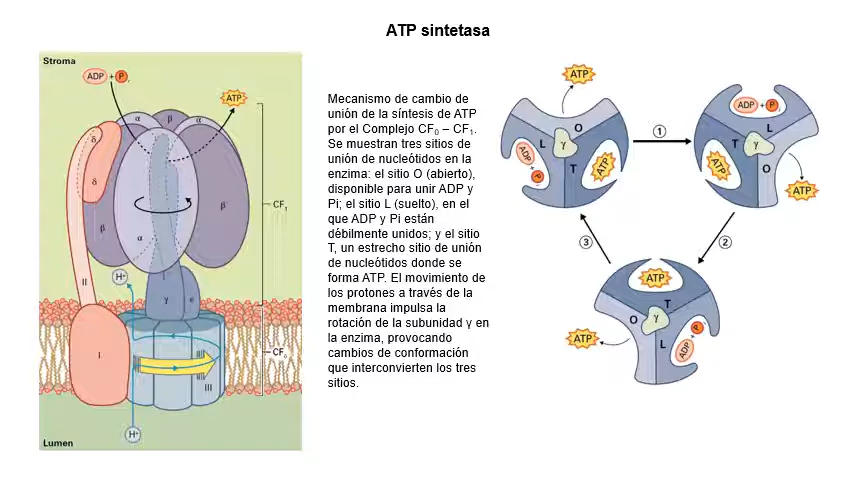 ATP sintetasa
Stroma
ADP + Pi
ATP
α
β
α
δ
δ
β
β
α
CF₁
H⁺
II
γ
ε
I
III
CF₀
H⁺
Lumen
Mecanismo de cambio de
unión de la síntesis de ATP
por el Complejo CF₀ – CF₁.
Se muestran tres sitios de
unión de nucleótidos en la
enzima: el sitio O (abierto),
disponible para unir ADP y
Pi; el sitio L (suelto), en el
que ADP y Pi están
débilmente unidos; y el sitio
T, un estrecho sitio de unión
de nucleótidos donde se
forma ATP. El movimiento de
los protones a través de la
membrana impulsa la
rotación de la subunidad γ en
la enzima, provocando
cambios de conformación
que interconvierten los tres
sitios.
ATP
O
L
γ
T
ADP + Pi
ATP
1
ADP + Pi
L
T
γ
O
ATP
ATP
2
3
ATP
T
O
γ
L
ATP
ADP + Pi